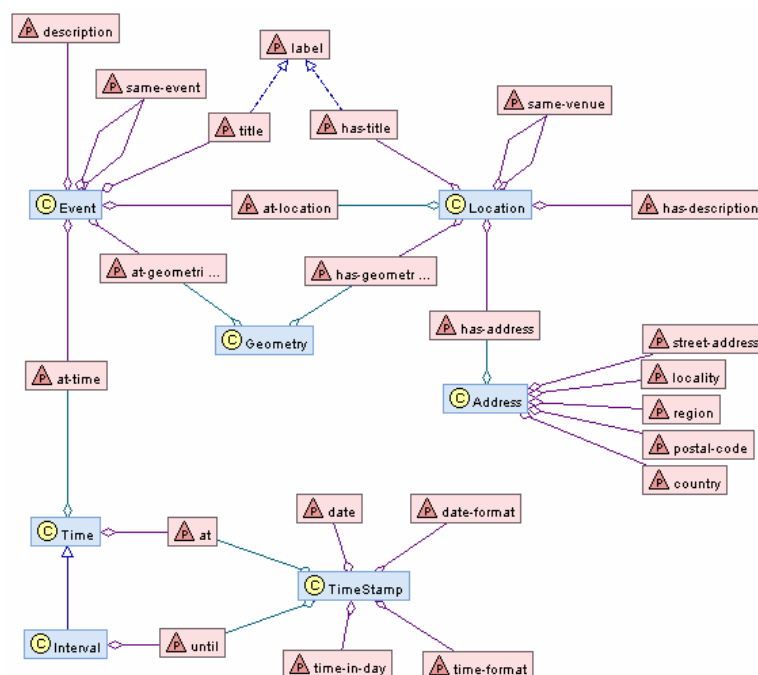 P description
P label
P same-event
P same-venue
P title
P has-title
C Event
P at-location
C Location
P has-description
P at-geometri ...
P has-geometr ...
C Geometry
P has-address
P street-address
P at-time
P locality
C Address
P region
P postal-code
P country
P date
P date-format
C Time
P at
C TimeStamp
C Interval
P until
P time-in-day
P time-format